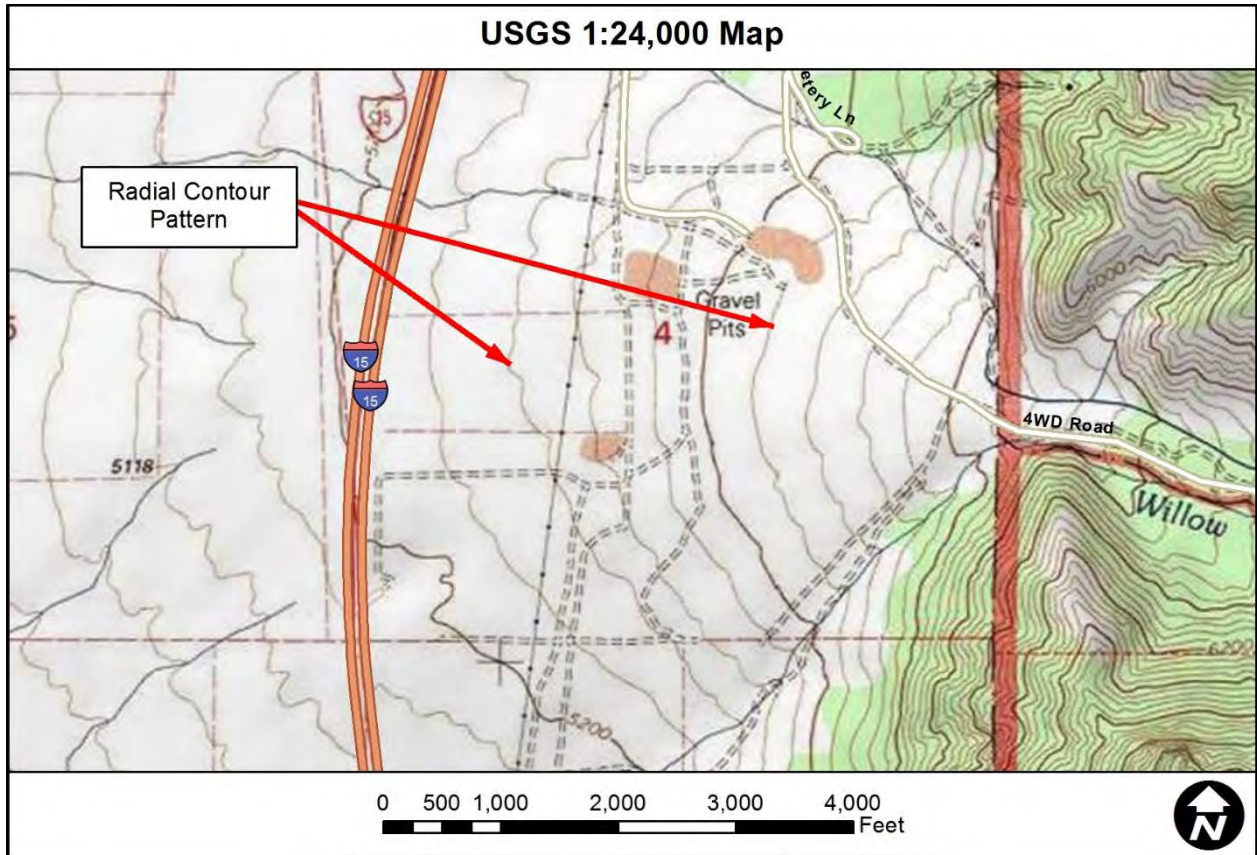 USGS 1:24,000 Map
etery Ln
15
Radial Contour
Pattern
6000
Gravel
Pits
4
5
15
15
4WD Road
5118
Willow
6200
5200
0 500 1,000 2,000 3,000 4,000
Feet
N